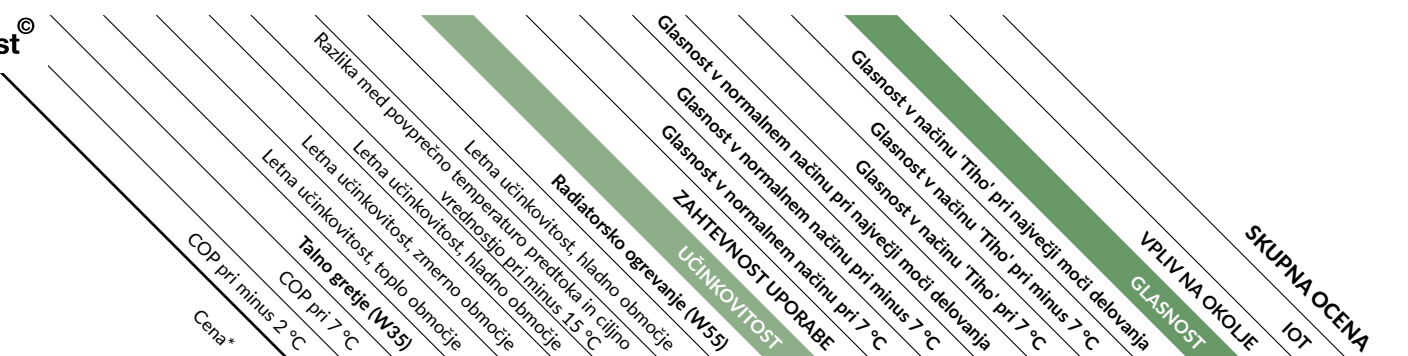 st©
Cena*
COP pri minus 2 °C
COP pri 7 °C
Talno gretje (W35)
Letna učinkovitost, toplo območje
Letna učinkovitost, zmerno območje
Letna učinkovitost, hladno območje
Razlika med povprečno temperaturo predtoka in ciljno
vrednostjo pri minus 15 °C
Letna učinkovitost, hladno območje
Radiatorsko ogrevanje (W55)
UČINKOVITOST
ZAHTEVNOST UPORABE
Glasnost v normalnem načinu pri 7 °C
Glasnost v normalnem načinu pri minus 7 °C
Glasnost v normalnem načinu pri največji moči delovanja
Glasnost v načinu 'Tiho' pri 7 °C
Glasnost v načinu 'Tiho' pri minus 7 °C
Glasnost v načinu 'Tiho' pri največji moči delovanja
GLASNOST
VPLIV NA OKOLJE
IOT
SKUPNA OCENA